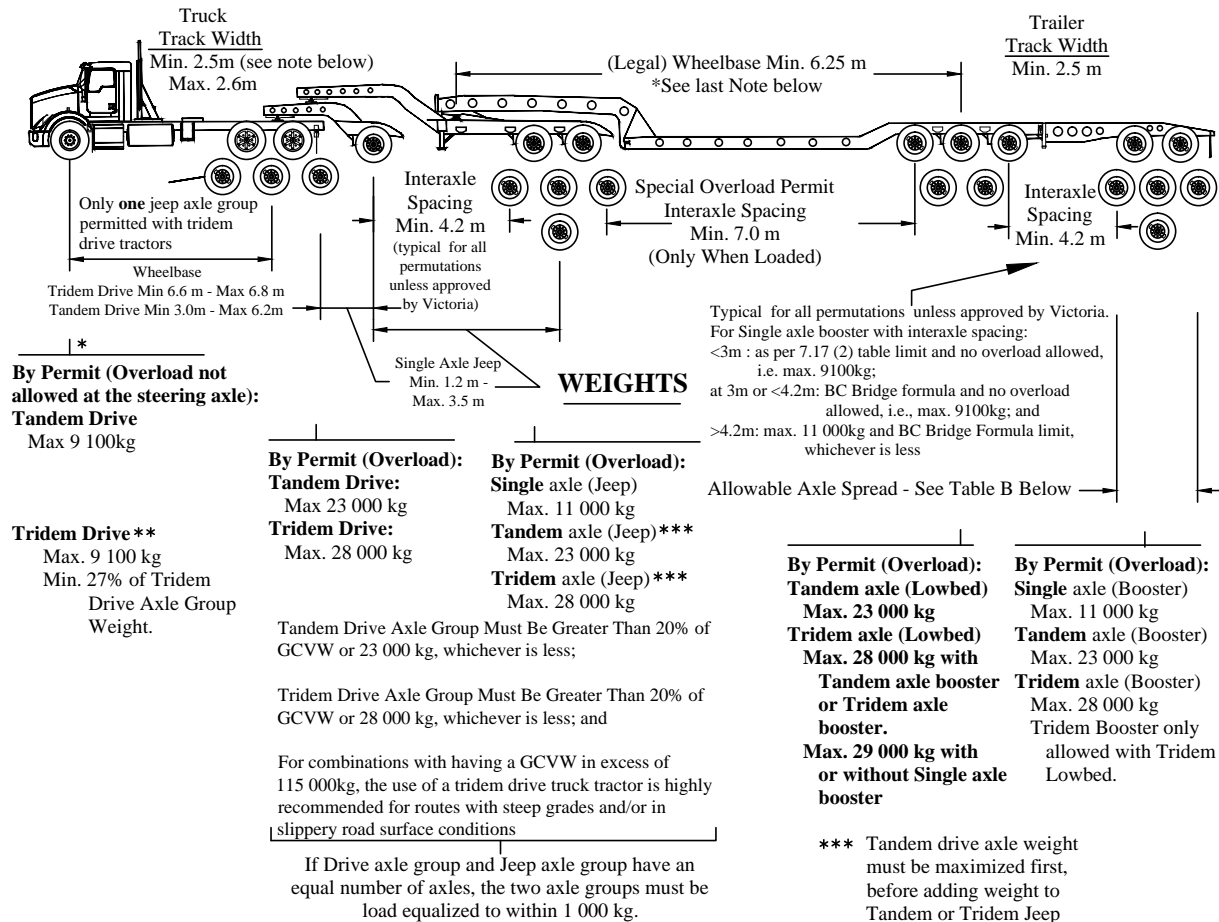 Truck
Track Width
Min. 2.5m (see note below)
Max. 2.6m
(Legal) Wheelbase Min. 6.25 m
*See last Note below
Trailer
Track Width
Min. 2.5 m
Only one jeep axle group
permitted with tridem
drive tractors
Wheelbase
Tridem Drive Min 6.6 m - Max 6.8 m
Tandem Drive Min 3.0m - Max 6.2m
Interaxle
Spacing
Min. 4.2 m
(typical for all
permutations
unless approved
by Victoria)
Special Overload Permit
Interaxle Spacing
Min. 7.0 m
(Only When Loaded)
Interaxle
Spacing
Min. 4.2 m
Single Axle Jeep
Min. 1.2 m -
Max. 3.5 m
WEIGHTS
Typical for all permutations unless approved by Victoria.
For Single axle booster with interaxle spacing:
<3m : as per 7.17 (2) table limit and no overload allowed,
i.e. max. 9100kg;
at 3m or <4.2m: BC Bridge formula and no overload
allowed, i.e., max. 9100kg; and
>4.2m: max. 11 000kg and BC Bridge Formula limit,
whichever is less
Allowable Axle Spread - See Table B Below
*
By Permit (Overload not
allowed at the steering axle):
Tandem Drive
Max 9 100kg
Tridem Drive**
Max. 9 100 kg
Min. 27% of Tridem
Drive Axle Group
Weight.
By Permit (Overload):
Tandem Drive:
Max 23 000 kg
Tridem Drive:
Max. 28 000 kg
By Permit (Overload):
Single axle (Jeep)
Max. 11 000 kg
Tandem axle (Jeep)***
Max. 23 000 kg
Tridem axle (Jeep)***
Max. 28 000 kg
Tandem Drive Axle Group Must Be Greater Than 20% of
GCVW or 23 000 kg, whichever is less;
Tridem Drive Axle Group Must Be Greater Than 20% of
GCVW or 28 000 kg, whichever is less; and
For combinations with having a GCVW in excess of
115 000kg, the use of a tridem drive truck tractor is highly
recommended for routes with steep grades and/or in
slippery road surface conditions
If Drive axle group and Jeep axle group have an
equal number of axles, the two axle groups must be
load equalized to within 1 000 kg.
By Permit (Overload):
Tandem axle (Lowbed)
Max. 23 000 kg
Tridem axle (Lowbed)
Max. 28 000 kg with
Tandem axle booster
or Tridem axle
booster.
Max. 29 000 kg with
or without Single axle
booster
By Permit (Overload):
Single axle (Booster)
Max. 11 000 kg
Tandem axle (Booster)
Max. 23 000 kg
Tridem axle (Booster)
Max. 28 000 kg
Tridem Booster only
allowed with Tridem
Lowbed.
*** Tandem drive axle weight
must be maximized first,
before adding weight to
Tandem or Tridem Jeep